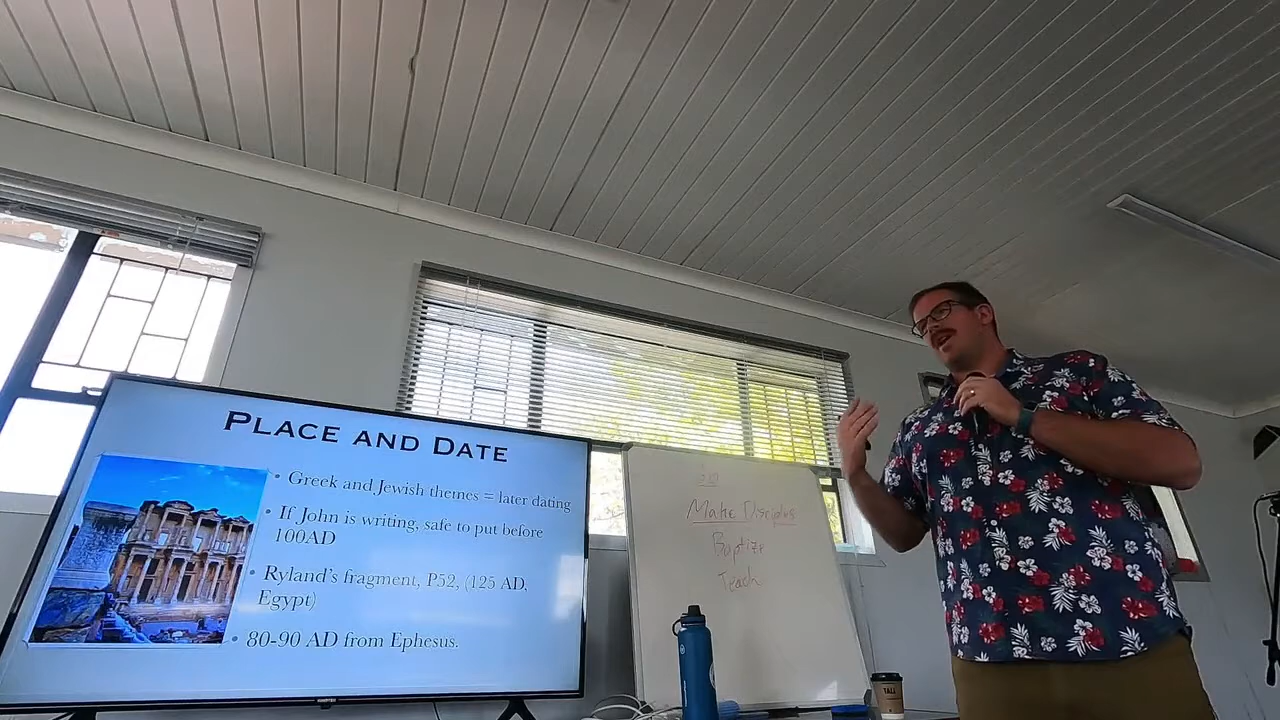 PLACE AND DATE
• Greek and Jewish themes = later dating
• If John is writing, safe to put before
100AD
• Ryland's fragment, P52, (125 AD,
Egypt)
• 80-90 AD from Ephesus.
Make Disciples
Baptize
Teach
TALL